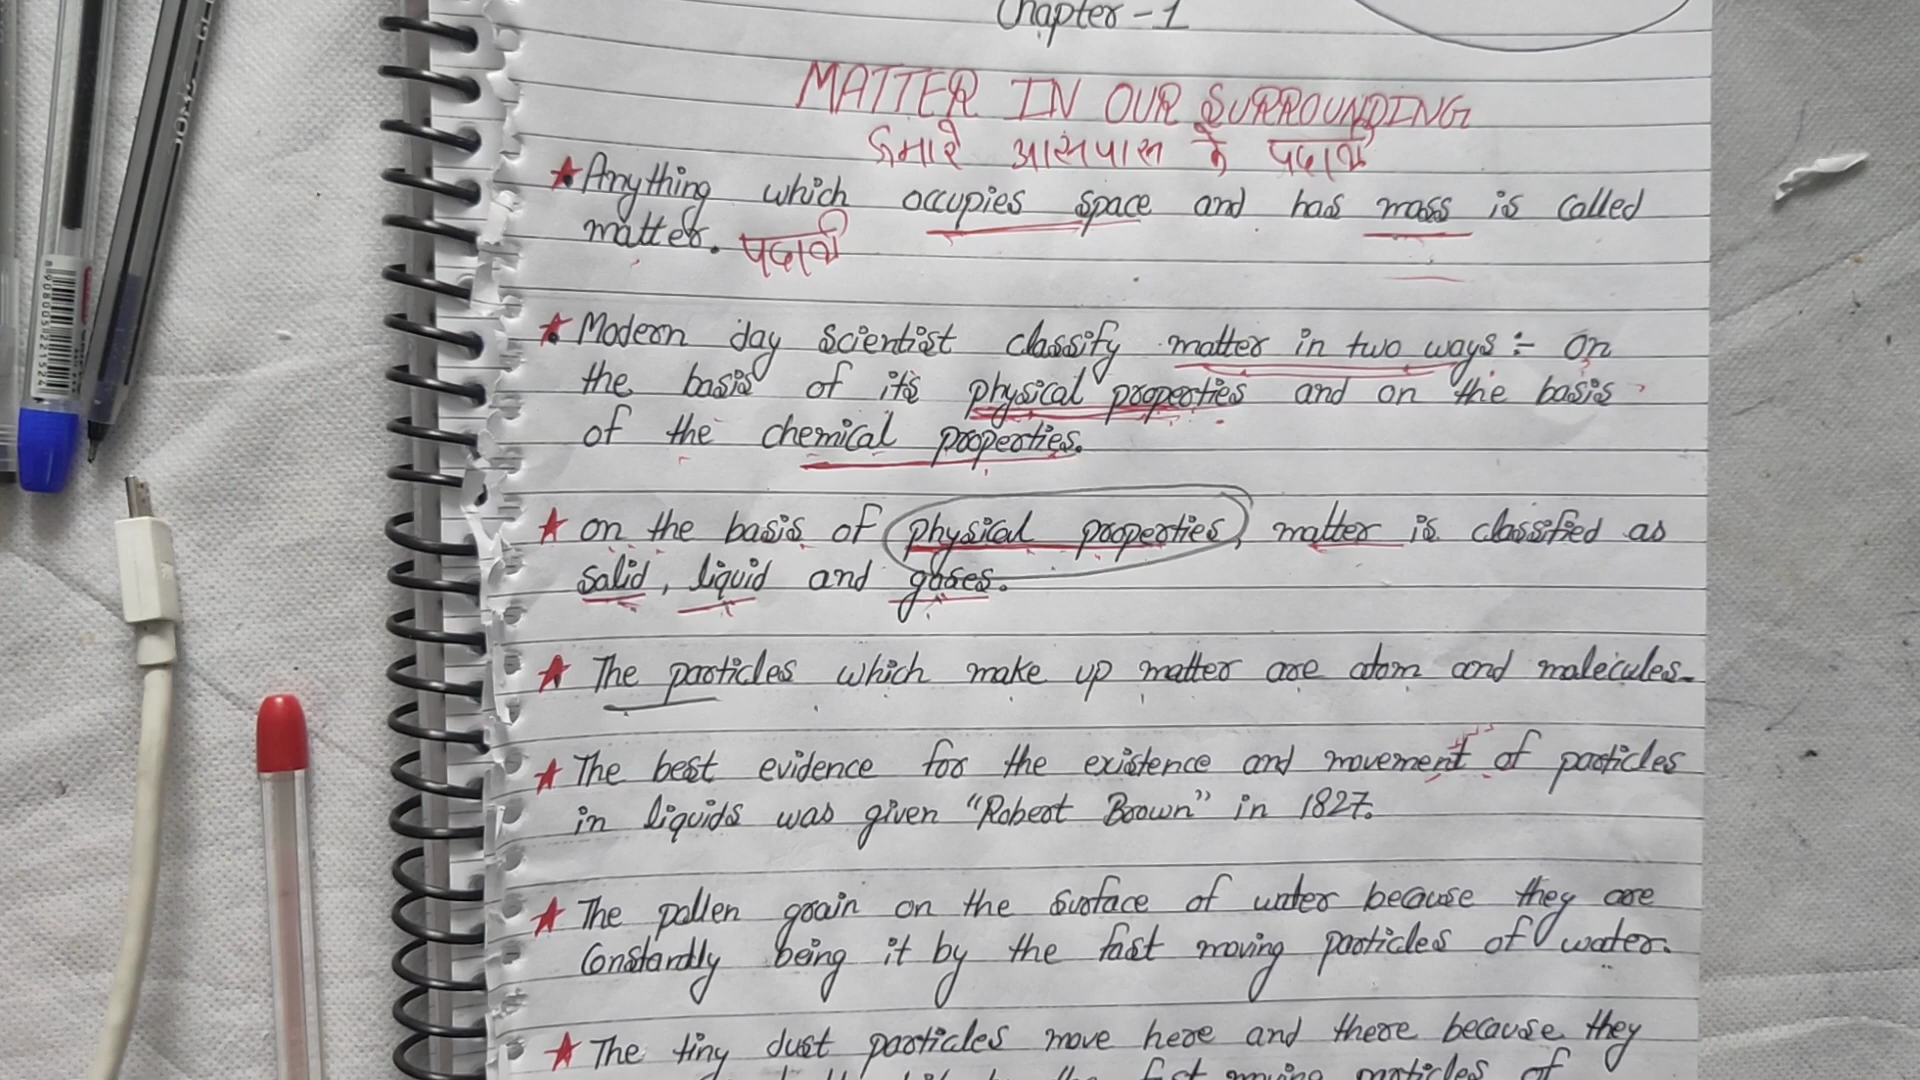 Chapter - 1
MATTER IN OUR SURROUNDING
हमारे आसपास के पदार्थ
★ Anything which occupies space and has mass is called
matter. पदार्थ
★ Modern day scientist classify matter in two ways :- On
the basis of its physical properties and on the basis
of the chemical properties.
★ on the basis of physical properties, matter is classified as
solid, liquid and gases.
★ The particles which make up matter are atom and molecules.
★ The best evidence for the existence and movement of particles
in liquids was given "Robert Brown" in 1827.
★ The pollen grain on the surface of water because they are
Constantly being it by the fast moving particles of water.
★ The tiny dust particles move here and there because they
moving particles of